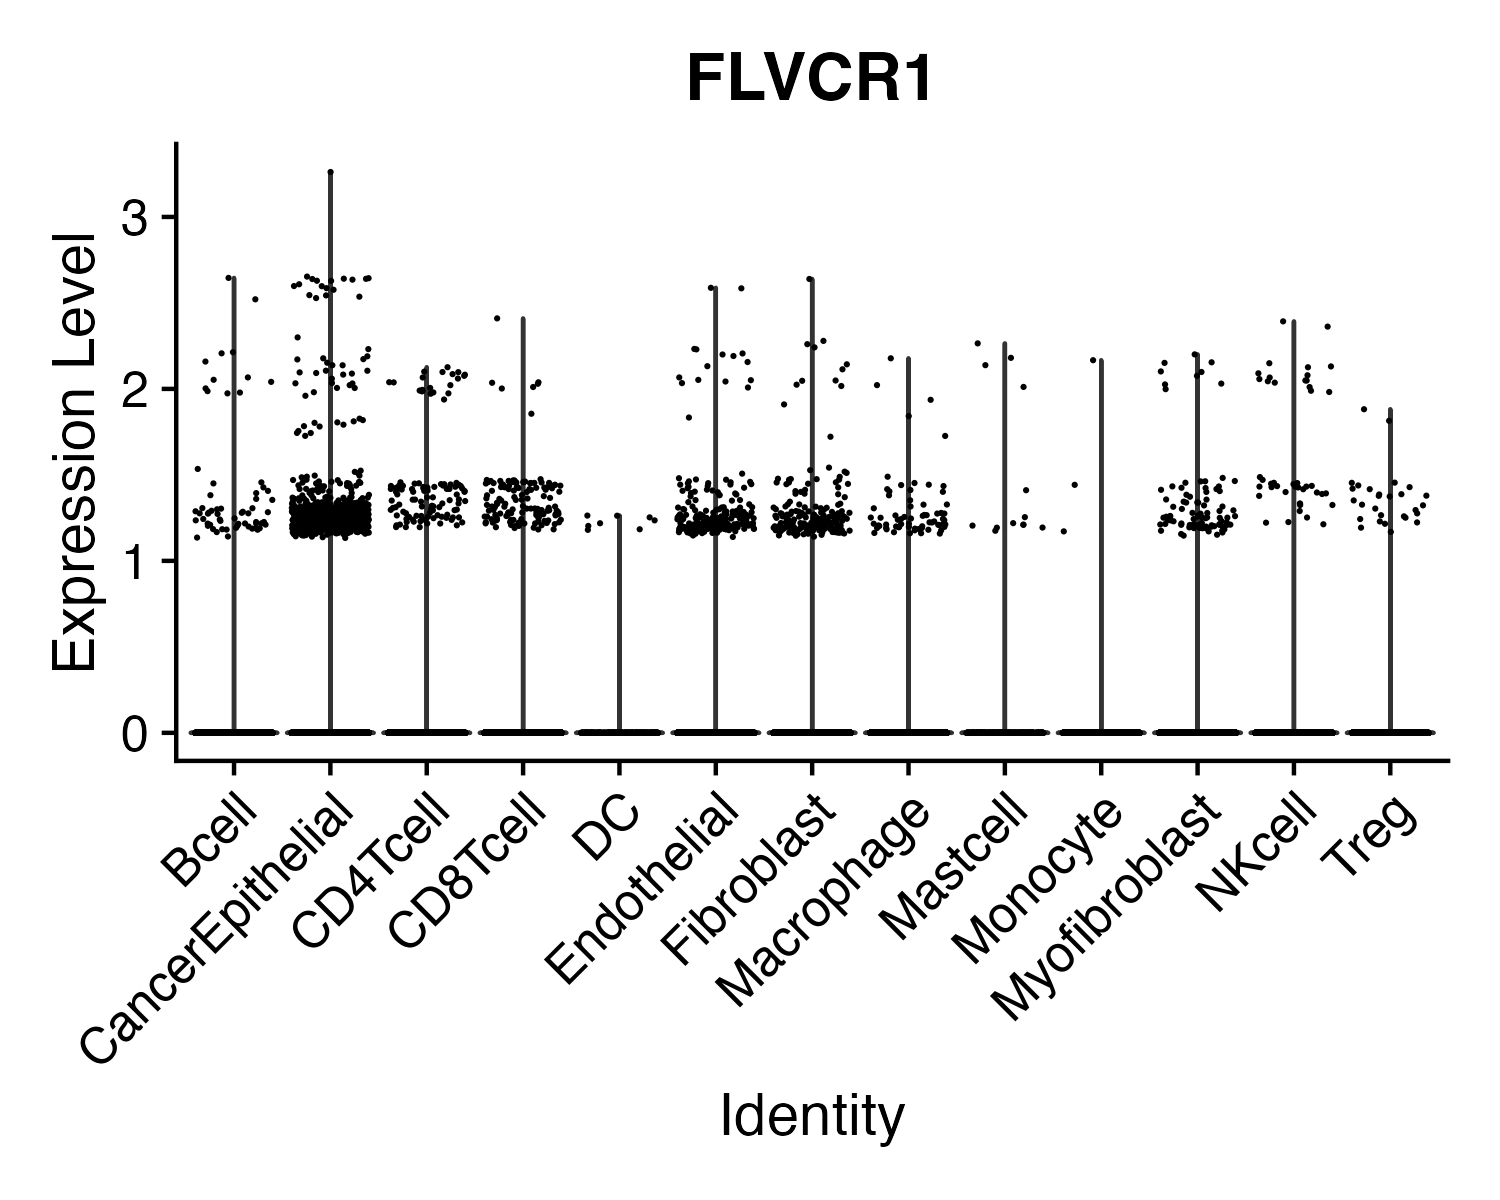 FLVCR1
Expression Level
3
2
1
0
Bcell
CancerEpithelial
CD4Tcell
CD8Tcell
DC
Endothelial
Fibroblast
Macrophage
Mastcell
Monocyte
Myofibroblast
NKcell
Treg
Identity